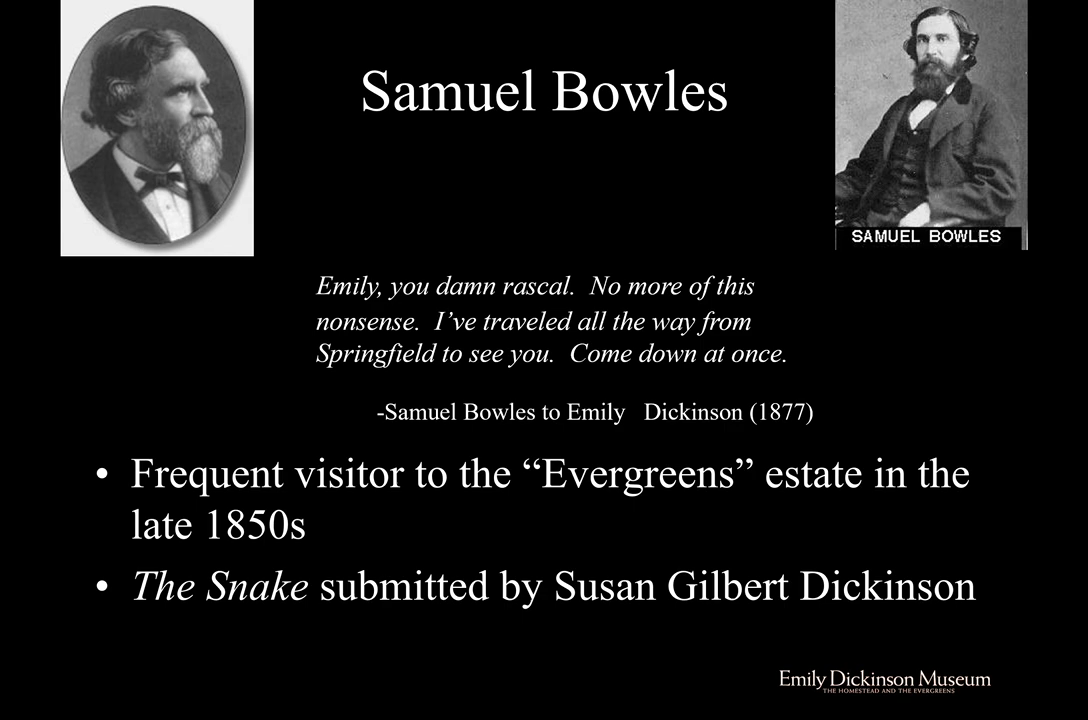 Samuel Bowles
SAMUEL BOWLES
Emily, you damn rascal. No more of this
nonsense. I’ve traveled all the way from
Springfield to see you. Come down at once.
-Samuel Bowles to Emily Dickinson (1877)
• Frequent visitor to the “Evergreens” estate in the
late 1850s
• The Snake submitted by Susan Gilbert Dickinson
Emily Dickinson Museum
THE HOMESTEAD AND THE EVERGREENS